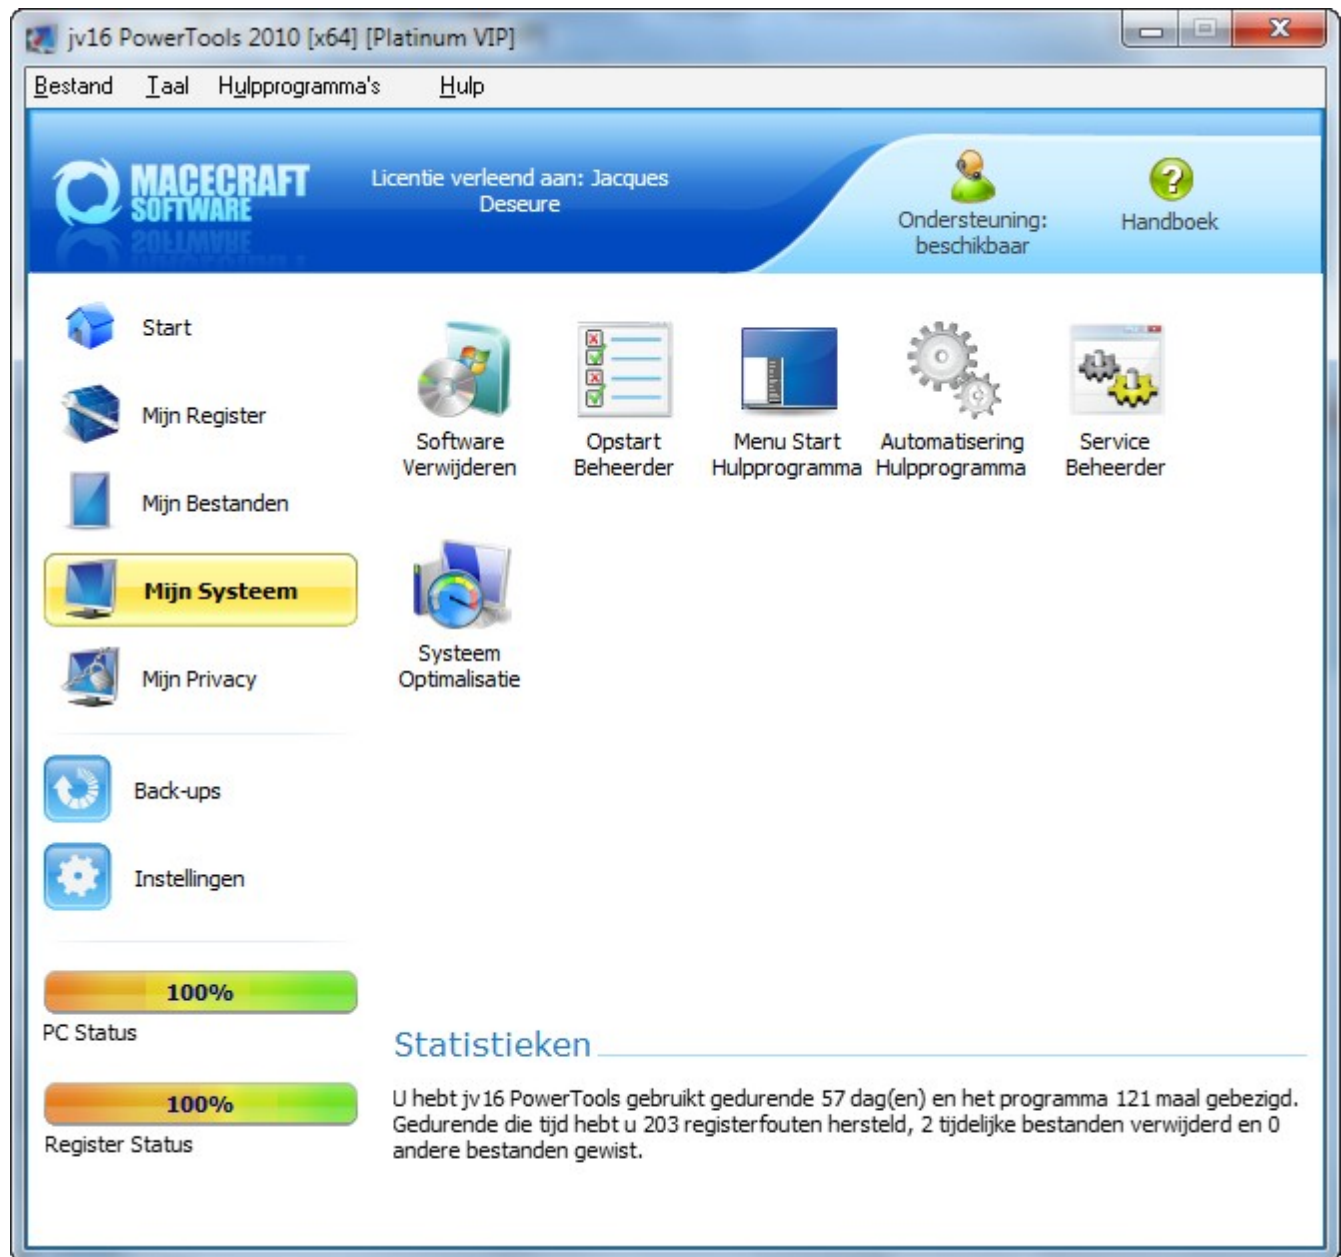 jv16 PowerTools 2010 [x64] [Platinum VIP]
Bestand Taal Hulpprogramma's Hulp
MACECRAFT
SOFTWARE
Licentie verleend aan: Jacques
Deseure
Ondersteuning:
beschikbaar
Handboek
Start
Mijn Register
Mijn Bestanden
Mijn Systeem
Mijn Privacy
Back-ups
Instellingen
100%
PC Status
100%
Register Status
Software
Verwijderen
Opstart
Beheerder
Menu Start
Hulpprogramma
Automatisering
Hulpprogramma
Service
Beheerder
Systeem
Optimalisatie
Statistieken
U hebt jv16 PowerTools gebruikt gedurende 57 dag(en) en het programma 121 maal gebezigd.
Gedurende die tijd hebt u 203 registerfouten hersteld, 2 tijdelijke bestanden verwijderd en 0
andere bestanden gewist.